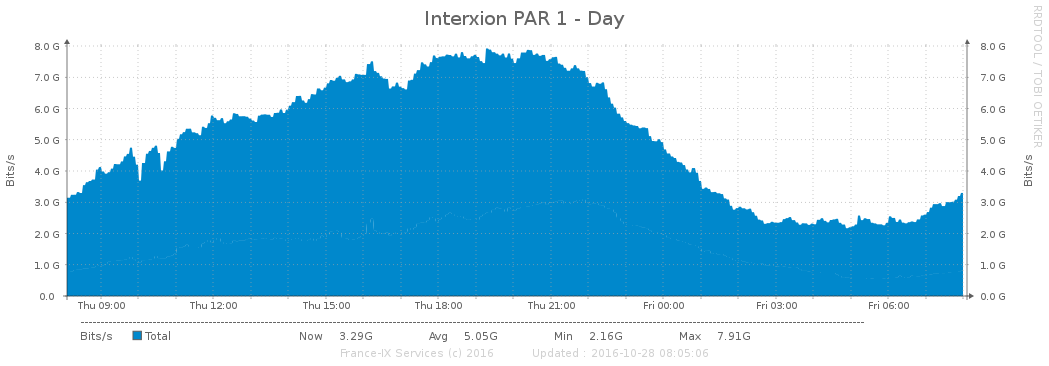 Interxion PAR 1 - Day
RRDTOOL / TOBI OETIKER
Bits/s
8.0 G 8.0 G
7.0 G 7.0 G
6.0 G 6.0 G
5.0 G 5.0 G
4.0 G 4.0 G
3.0 G 3.0 G
2.0 G 2.0 G
1.0 G 1.0 G
0.0 0.0 G
Bits/s
Thu 09:00 Thu 12:00 Thu 15:00 Thu 18:00 Thu 21:00 Fri 00:00 Fri 03:00 Fri 06:00
Bits/s Total Now 3.29G Avg 5.05G Min 2.16G Max 7.91G
France-IX Services (c) 2016 Updated : 2016-10-28 08:05:06